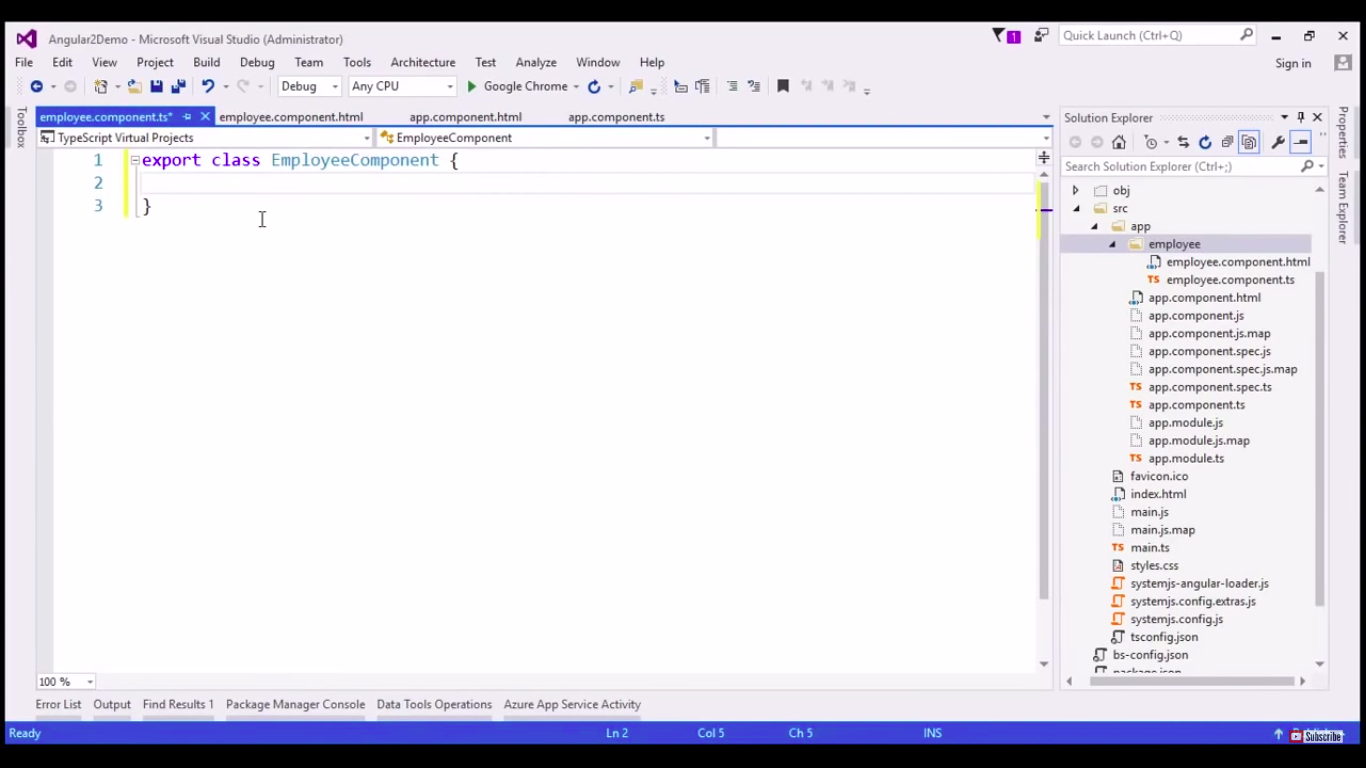 Angular2Demo - Microsoft Visual Studio (Administrator)
1
Quick Launch (Ctrl+Q)
File Edit View Project Build Debug Team Tools Architecture Test Analyze Window Help
Sign in
Debug Any CPU Google Chrome
Toolbox
employee.component.ts* employee.component.html app.component.html app.component.ts
TypeScript Virtual Projects EmployeeComponent
1 export class EmployeeComponent {
2
3 }
100 %
Solution Explorer
Search Solution Explorer (Ctrl+;)
obj
src
app
employee
employee.component.html
employee.component.ts
app.component.html
app.component.js
app.component.js.map
app.component.spec.js
app.component.spec.js.map
app.component.spec.ts
app.component.ts
app.module.js
app.module.js.map
app.module.ts
favicon.ico
index.html
main.js
main.js.map
main.ts
styles.css
systemjs-angular-loader.js
systemjs.config.extras.js
systemjs.config.js
tsconfig.json
bs-config.json
package.json
Properties
Team Explorer
Error List Output Find Results 1 Package Manager Console Data Tools Operations Azure App Service Activity
Ready Ln 2 Col 5 Ch 5 INS
Subscribe